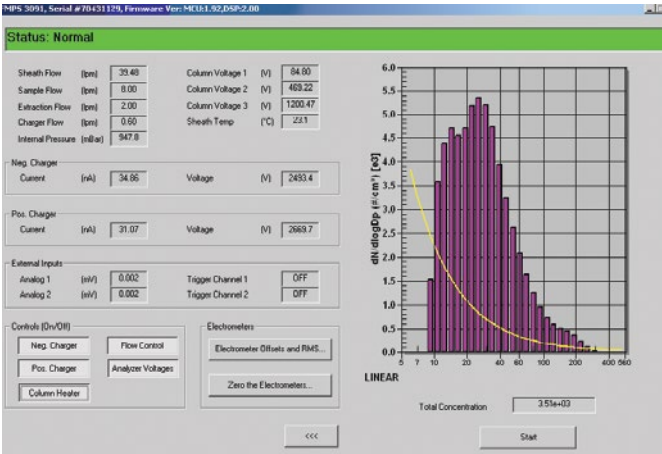 MPS 3091, Serial #70431129, Firmware Ver: MCU:1.92,DSP:2.00
Status: Normal
Sheath Flow (lpm) 39.48 Column Voltage 1 (V) 84.80
Sample Flow (lpm) 8.00 Column Voltage 2 (V) 469.22
Extraction Flow (lpm) 2.00 Column Voltage 3 (V) 1200.47
Charger Flow (lpm) 0.60 Sheath Temp (°C) 23.1
Internal Pressure (mBar) 947.8
Neg. Charger
Current (nA) 34.86 Voltage (V) 2493.4
Pos. Charger
Current (nA) 31.07 Voltage (V) 2669.7
External Inputs
Analog 1 (mV) 0.002 Trigger Channel 1 OFF
Analog 2 (mV) 0.002 Trigger Channel 2 OFF
Controls (On/Off)
Neg. Charger Flow Control
Pos. Charger Analyzer Voltages
Column Heater
Electrometers
Electrometer Offsets and RMS...
Zero the Electrometers...
<<<
dN/dlogDp (#/cm³) [e3]
6.0
5.5
5.0
4.5
4.0
3.5
3.0
2.5
2.0
1.5
1.0
0.5
0.0
5 7 10 20 40 60 100 200 400 560
LINEAR
Total Concentration 3.51e+03
Start